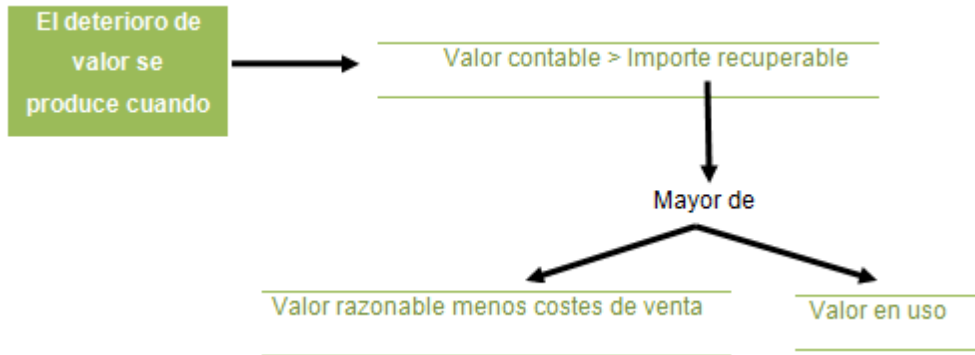 El deterioro de
valor se
produce cuando
Valor contable > Importe recuperable
Mayor de
Valor razonable menos costes de venta
Valor en uso